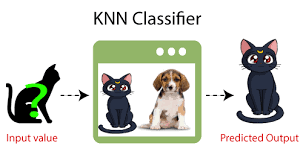 KNN Classifier
?
Input value
Predicted Output